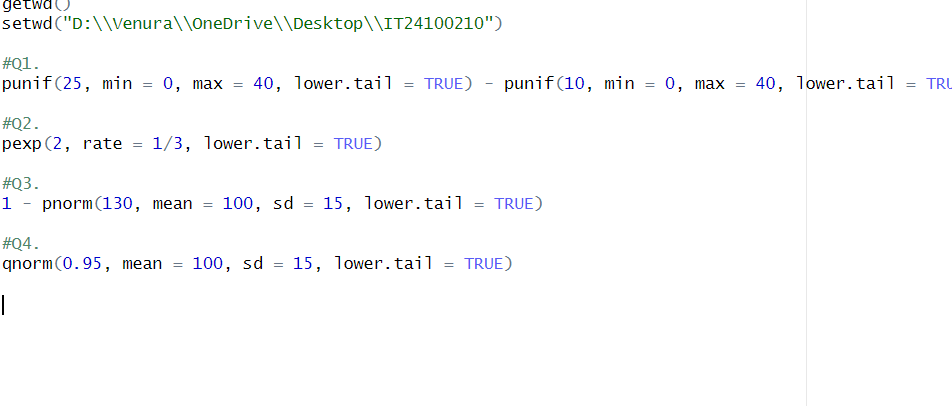 getwd()
setwd("D:\\Venura\\OneDrive\\Desktop\\IT24100210")
#Q1.
punif(25, min = 0, max = 40, lower.tail = TRUE) - punif(10, min = 0, max = 40, lower.tail = TRU
#Q2.
pexp(2, rate = 1/3, lower.tail = TRUE)
#Q3.
1 - pnorm(130, mean = 100, sd = 15, lower.tail = TRUE)
#Q4.
qnorm(0.95, mean = 100, sd = 15, lower.tail = TRUE)